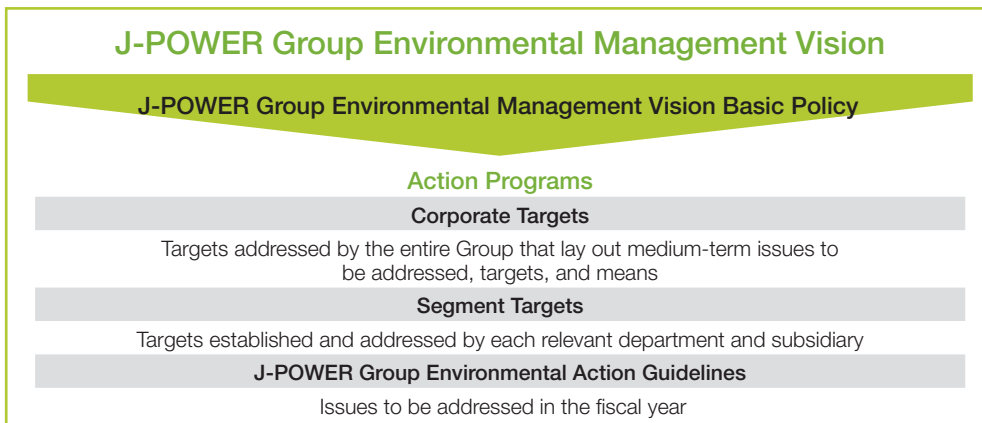 J-POWER Group Environmental Management Vision
J-POWER Group Environmental Management Vision Basic Policy
Action Programs
Corporate Targets
Targets addressed by the entire Group that lay out medium-term issues to
be addressed, targets, and means
Segment Targets
Targets established and addressed by each relevant department and subsidiary
J-POWER Group Environmental Action Guidelines
Issues to be addressed in the fiscal year